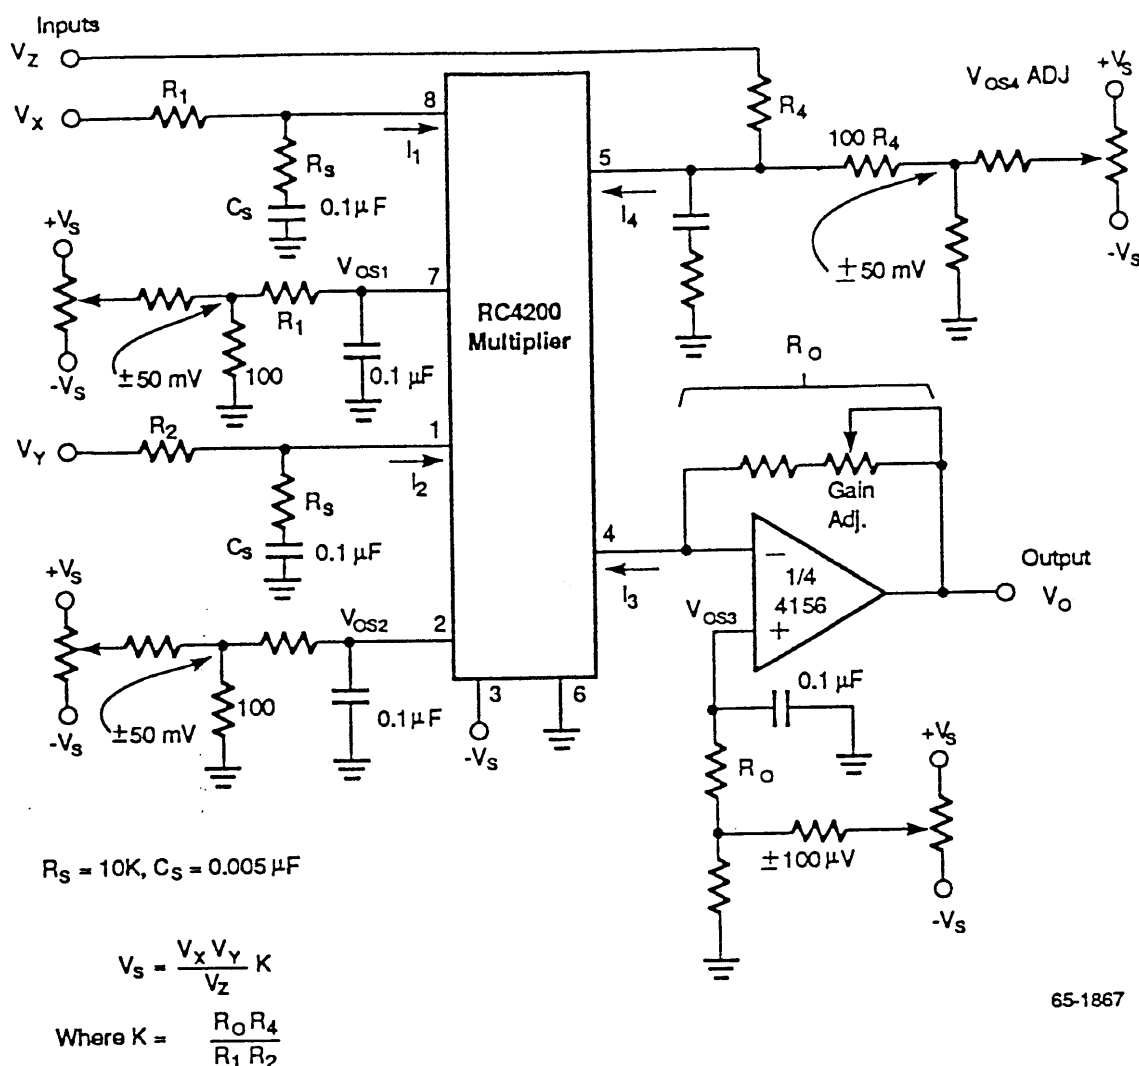 Inputs
V_Z
V_X
R_1
8
I_1
R_S
C_S
0.1 μF
R_4
V_OS4 ADJ
+V_S
100 R_4
5
I_4
±50 mV
-V_S
+V_S
V_OS1
7
R_1
±50 mV
100
0.1 μF
-V_S
RC4200
Multiplier
R_O
V_Y
R_2
1
I_2
R_S
C_S
0.1 μF
Gain
Adj.
4
I_3
1/4
4156
−
+
Output
V_O
V_OS3
+V_S
V_OS2
2
±50 mV
100
0.1 μF
-V_S
3
6
-V_S
0.1 μF
R_O
+V_S
±100 μV
-V_S
R_S = 10K, C_S = 0.005 μF
V_S = V_X V_Y / V_Z K
Where K = R_O R_4 / R_1 R_2
65-1867